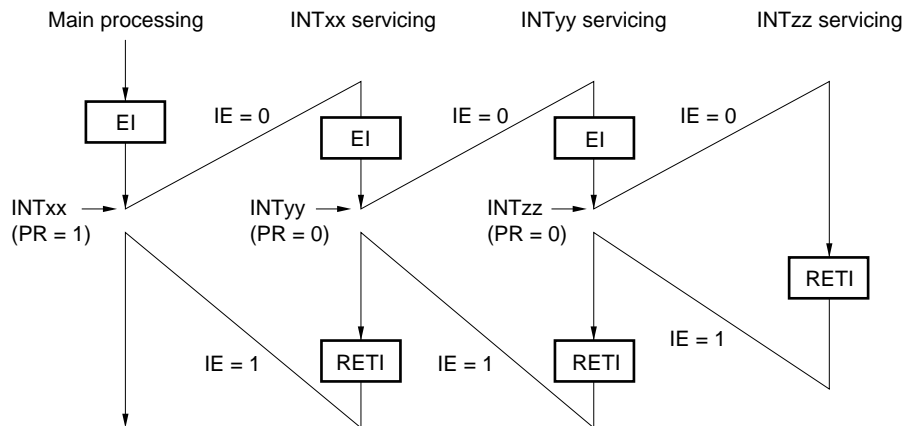 Main processing
INTxx servicing
INTyy servicing
INTzz servicing
EI
IE = 0
EI
IE = 0
EI
IE = 0
INTxx
(PR = 1)
INTyy
(PR = 0)
INTzz
(PR = 0)
RETI
IE = 1
RETI
IE = 1
RETI
IE = 1